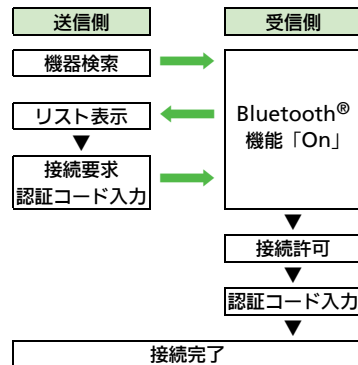 送信側
受信側
機器検索
リスト表示
▼
接続要求
認証コード入力
Bluetooth®
機能「On」
▼
接続許可
▼
認証コード入力
▼
接続完了